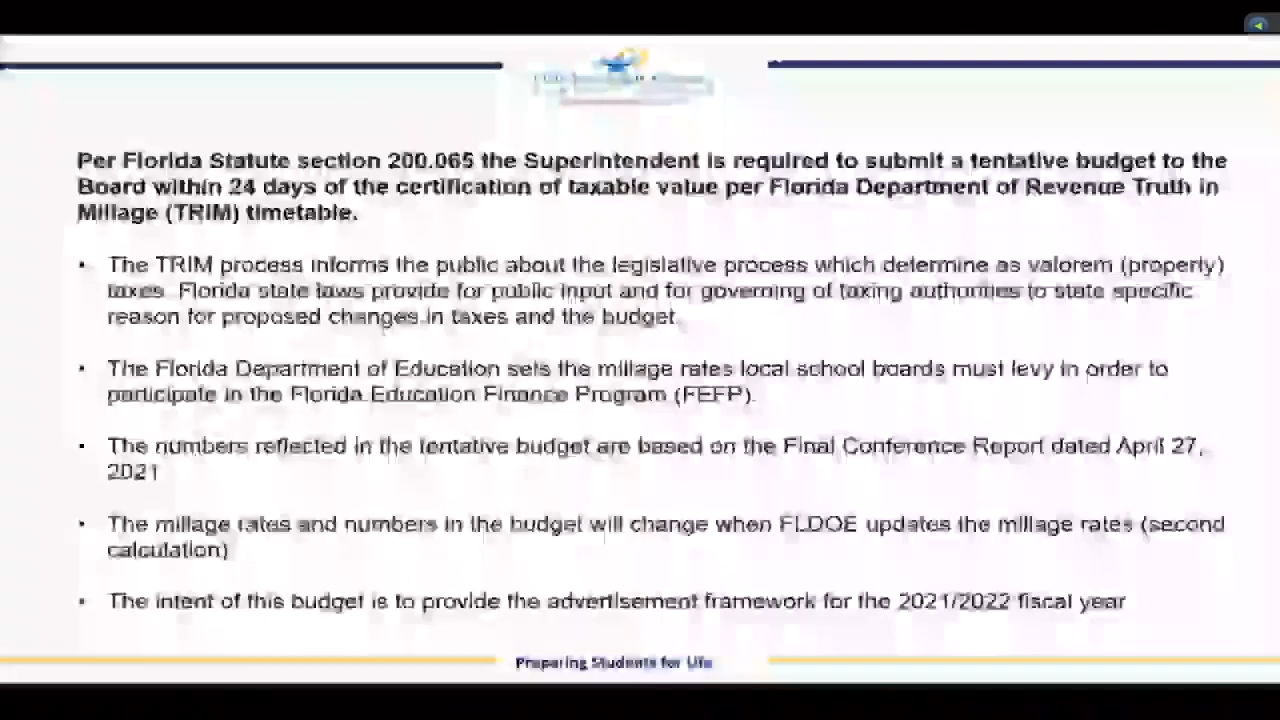 Per Florida Statute section 200.065 the Superintendent is required to submit a tentative budget to the
Board within 24 days of the certification of taxable value per Florida Department of Revenue Truth in
Millage (TRIM) timetable.
• The TRIM process informs the public about the legislative process which determine as valorem (property)
taxes. Florida state laws provide for public input and for governing of taxing authorities to state specific
reason for proposed changes in taxes and the budget.
• The Florida Department of Education sets the millage rates local school boards must levy in order to
participate in the Florida Education Finance Program (FEFP).
• The numbers reflected in the tentative budget are based on the Final Conference Report dated April 27,
2021
• The millage rates and numbers in the budget will change when FLDOE updates the millage rates (second
calculation)
• The intent of this budget is to provide the advertisement framework for the 2021/2022 fiscal year
Preparing Students for Life